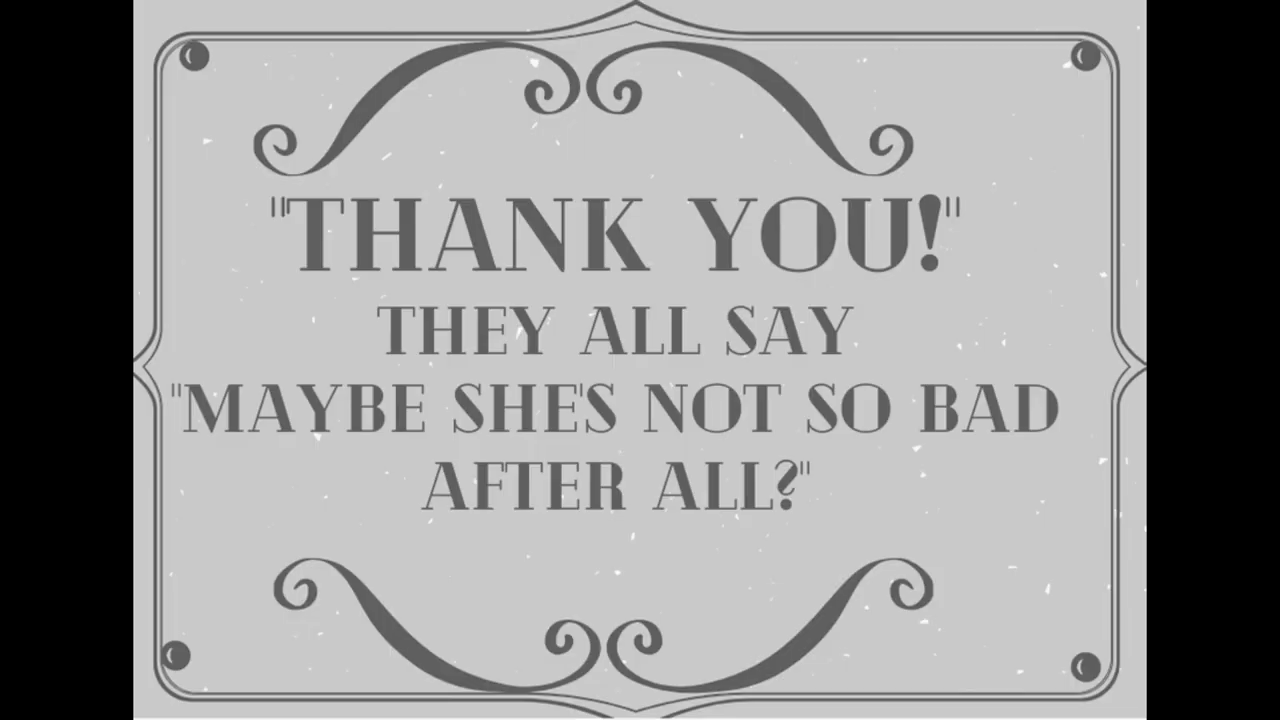 "THANK YOU!"
THEY ALL SAY
"MAYBE SHE'S NOT SO BAD
AFTER ALL?"